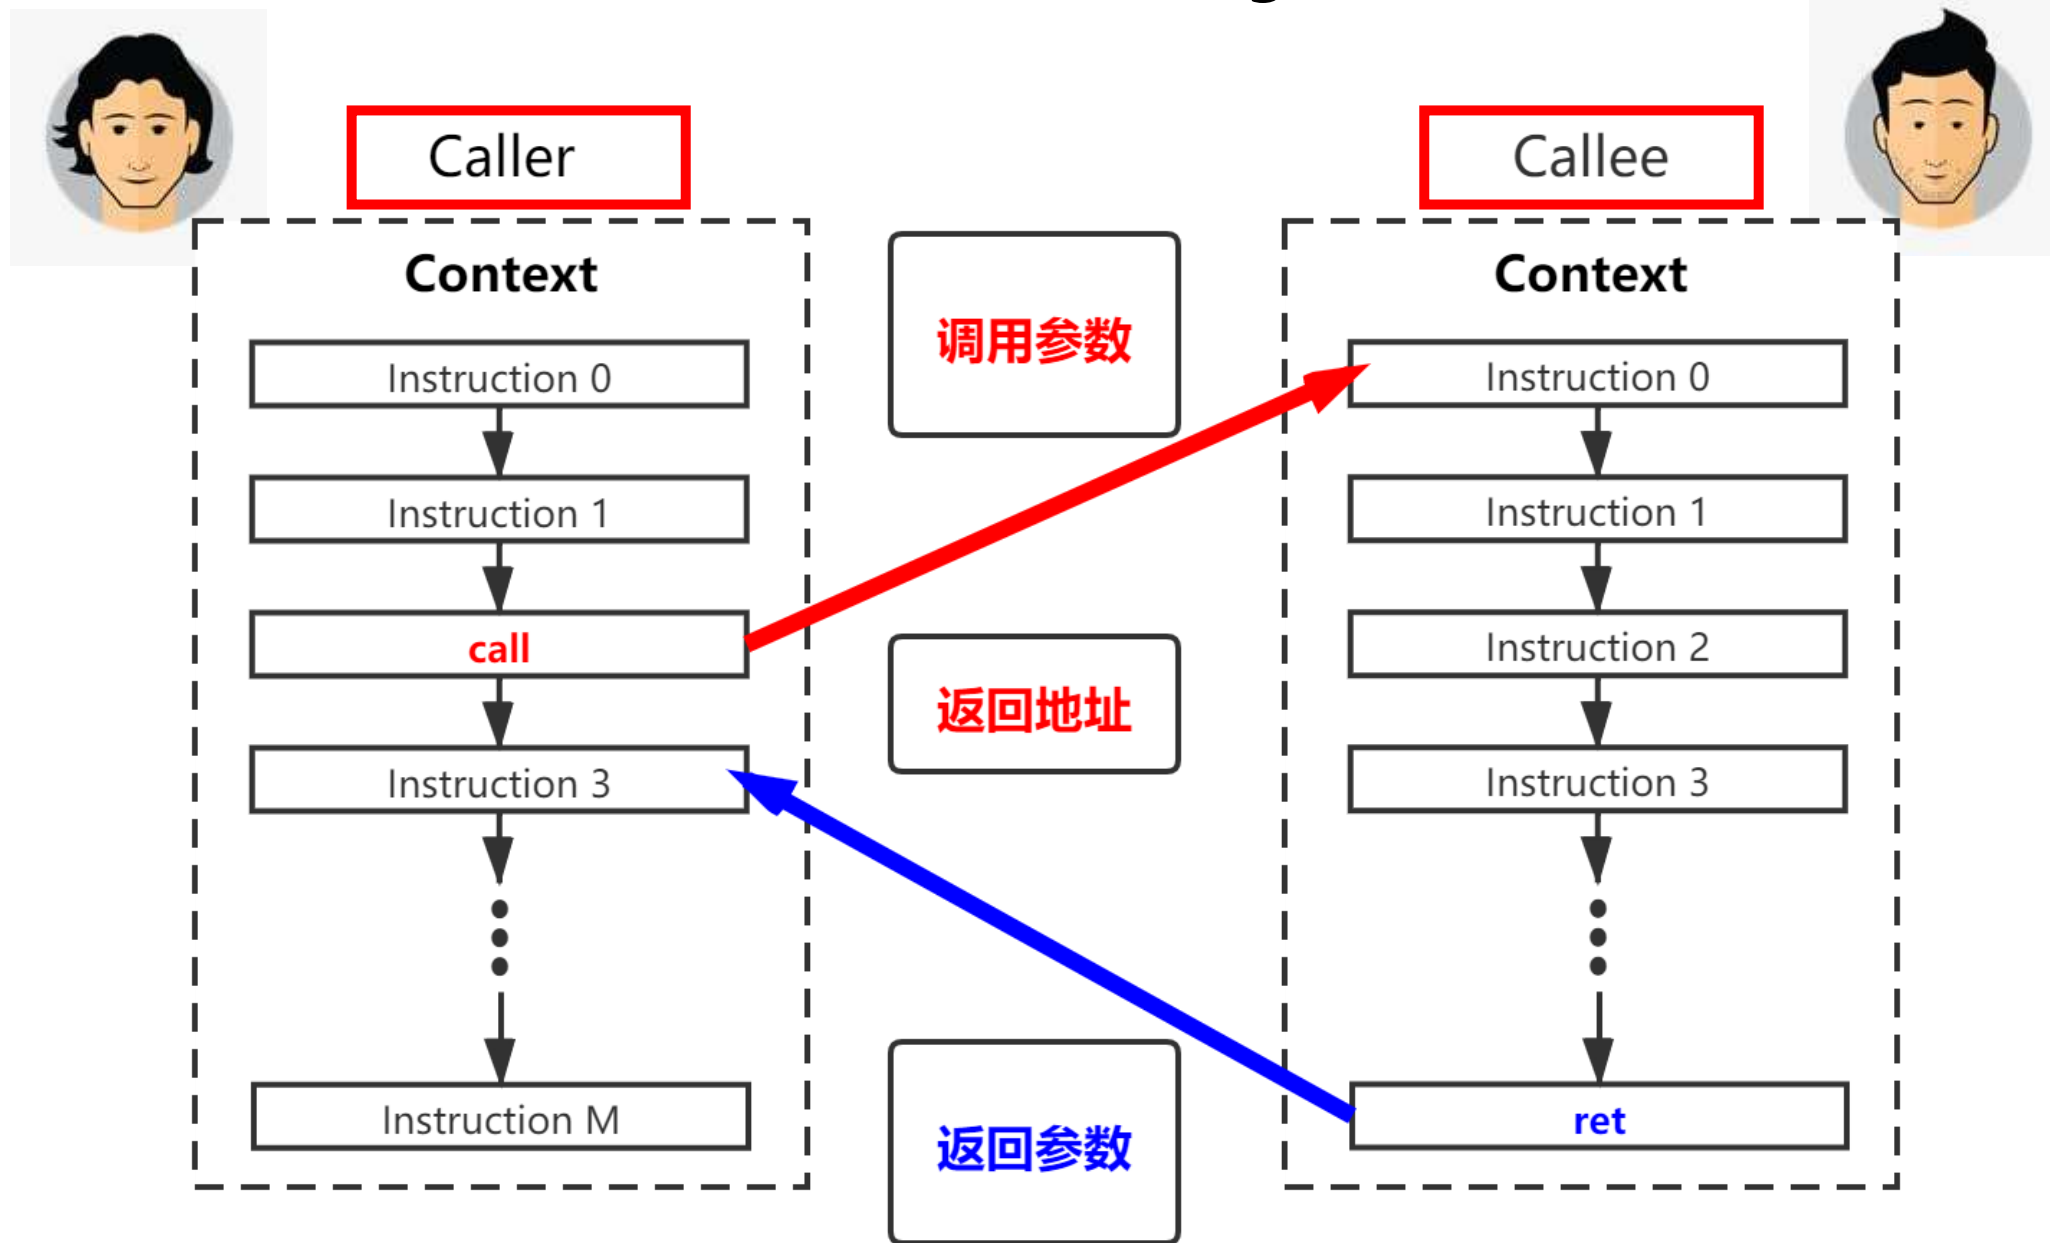 Caller
Callee
Context
Instruction 0
Instruction 1
call
Instruction 3
Instruction M
调用参数
返回地址
返回参数
Context
Instruction 0
Instruction 1
Instruction 2
Instruction 3
ret